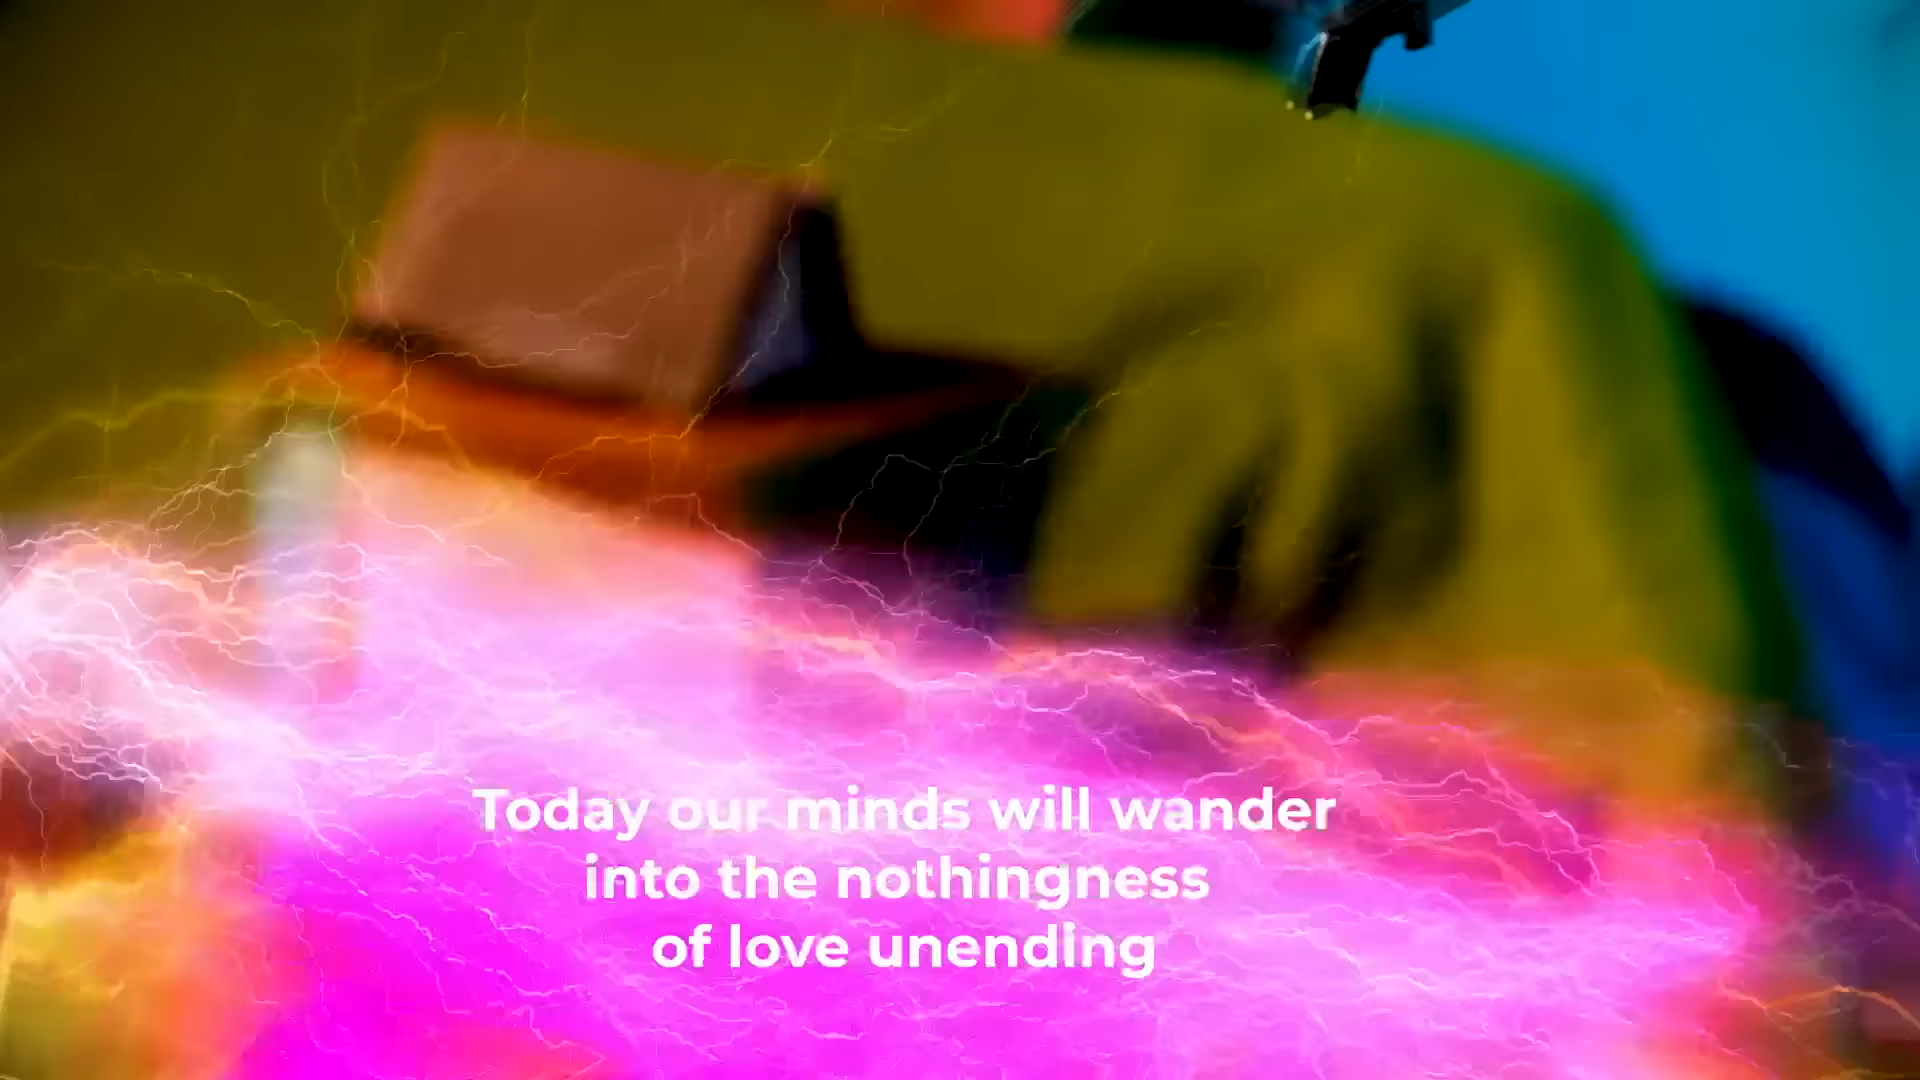 Today our minds will wander
into the nothingness
of love unending